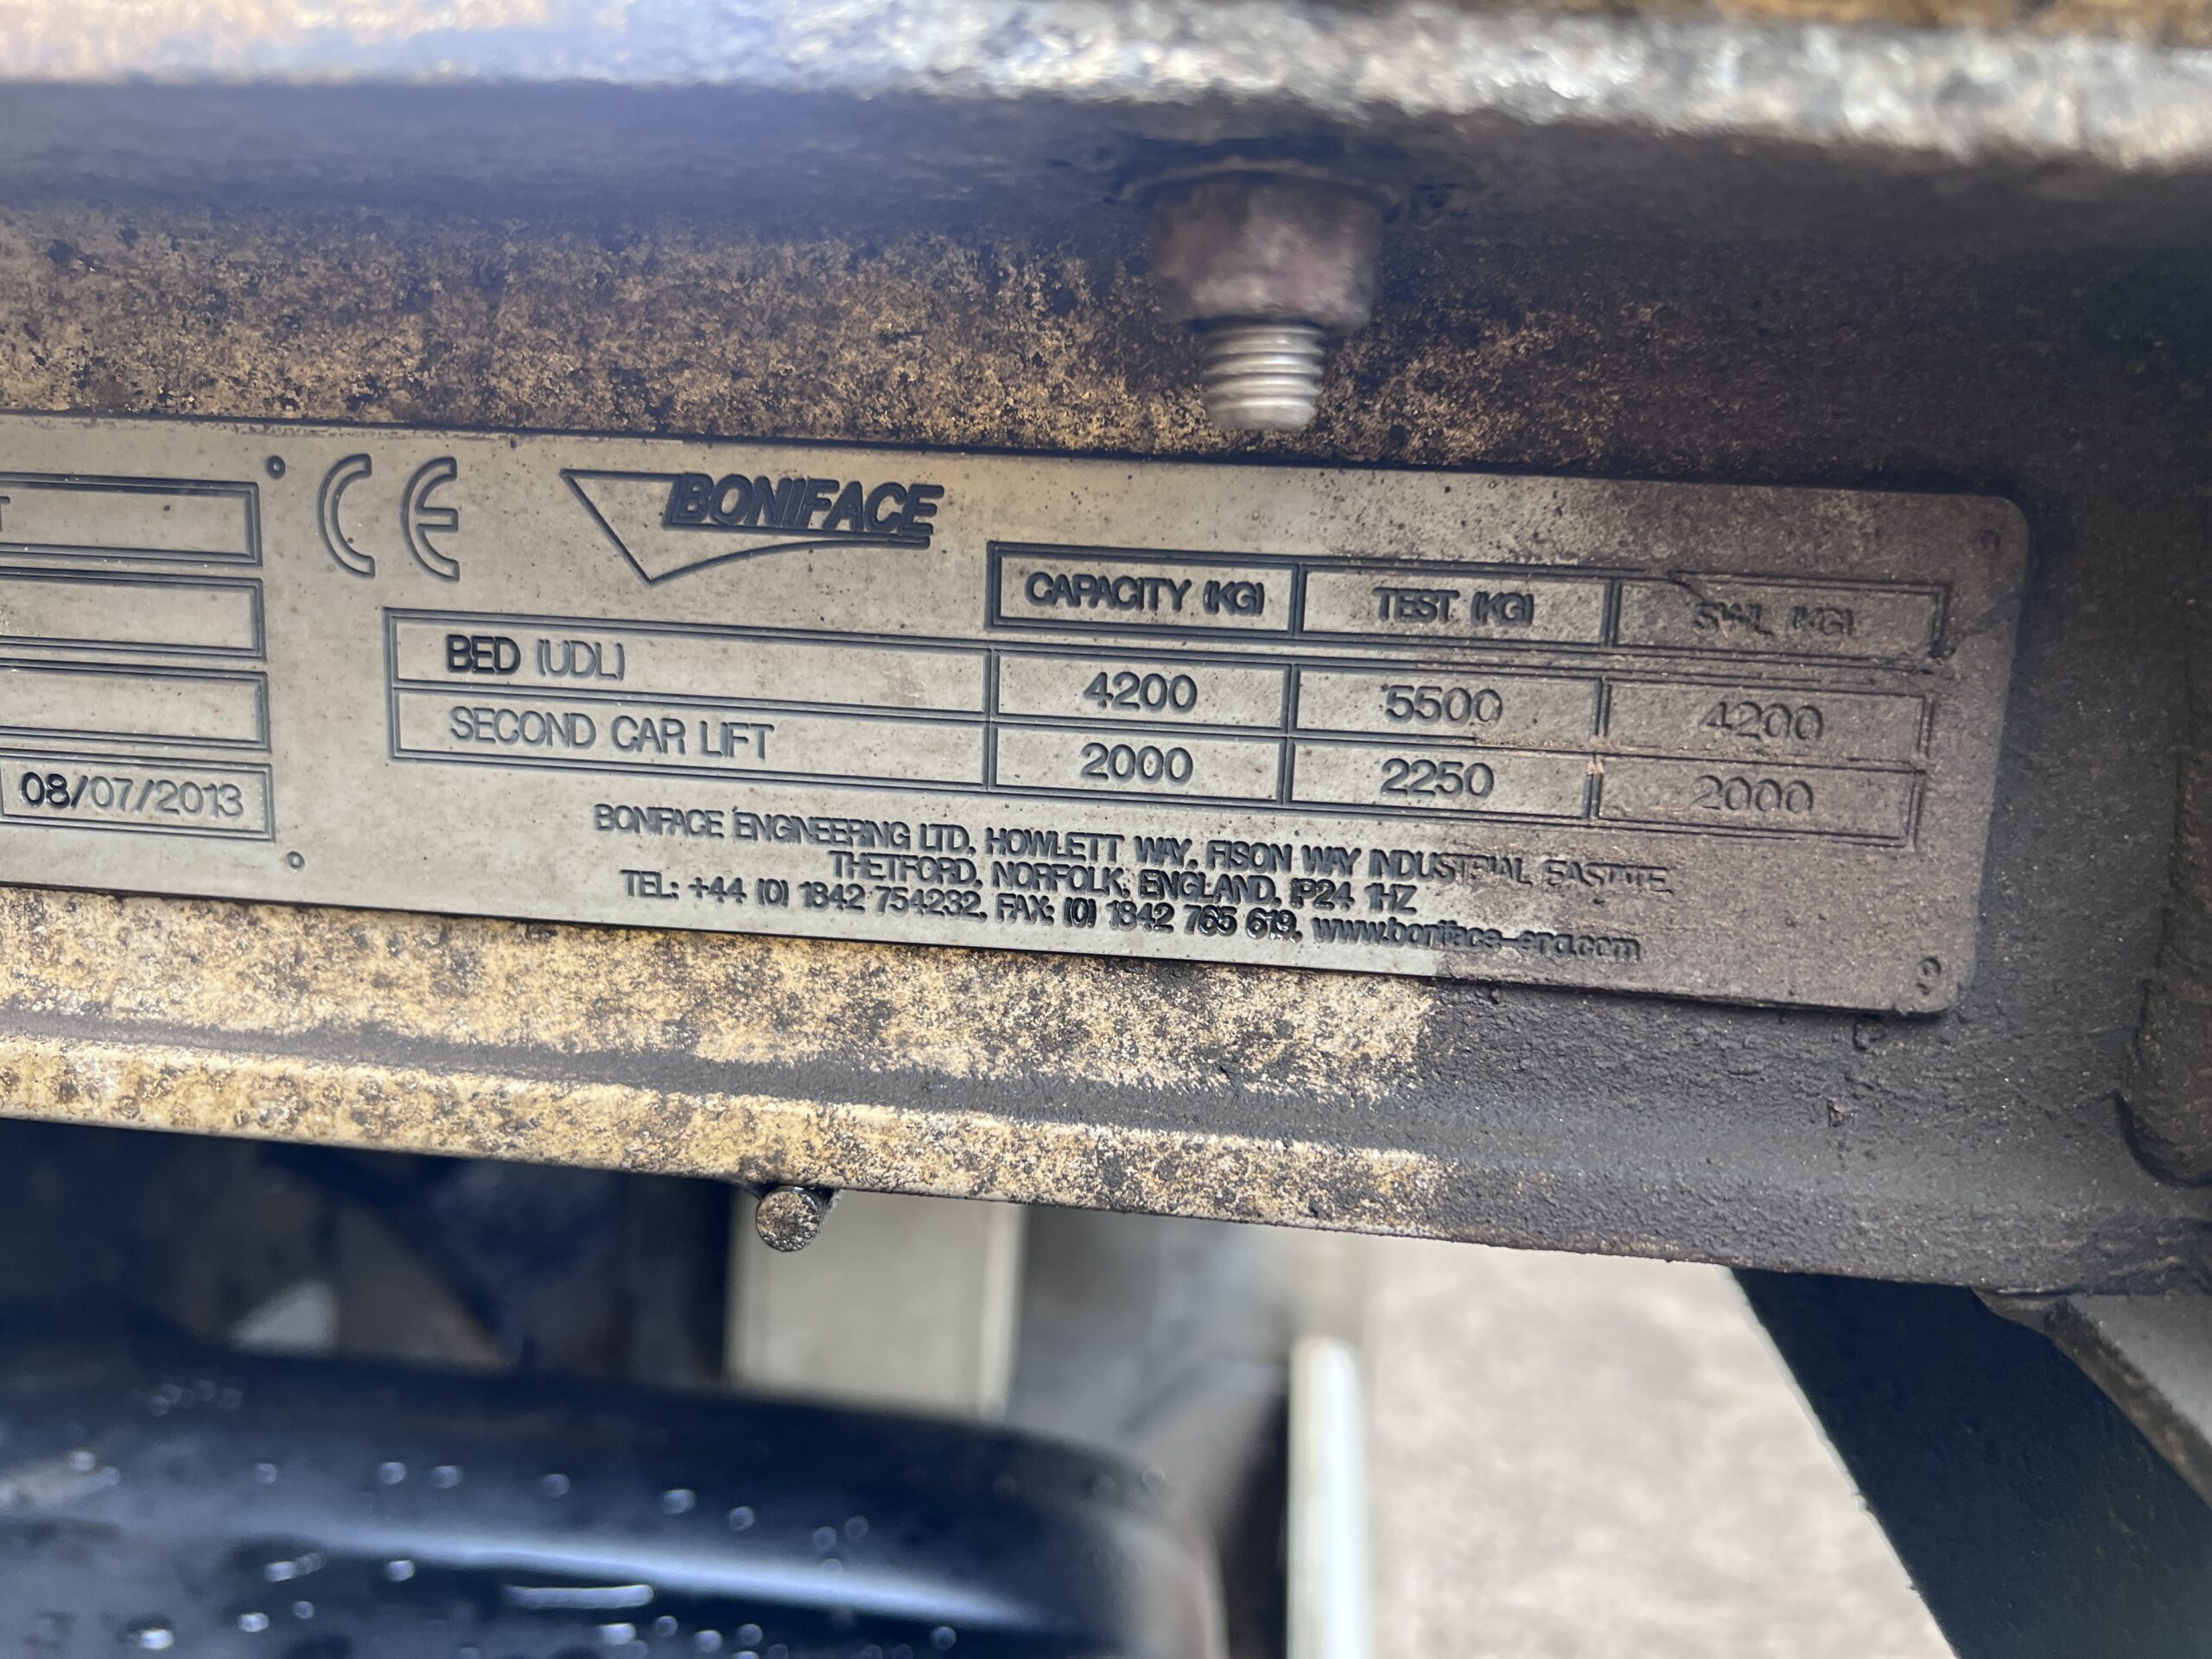 CE
BONIFACE
CAPACITY (KG) TEST (KG) SWL (KG)
BED (UDL) 4200 5500 4200
SECOND CAR LIFT 2000 2250 2000
08/07/2013
BONIFACE ENGINEERING LTD, HOWLETT WAY, FISON WAY INDUSTRIAL EASTATE,
THETFORD, NORFOLK, ENGLAND, IP24 1HZ
TEL: +44 (0) 1842 754232, FAX: (0) 1842 765 619, www.boniface-eng.com